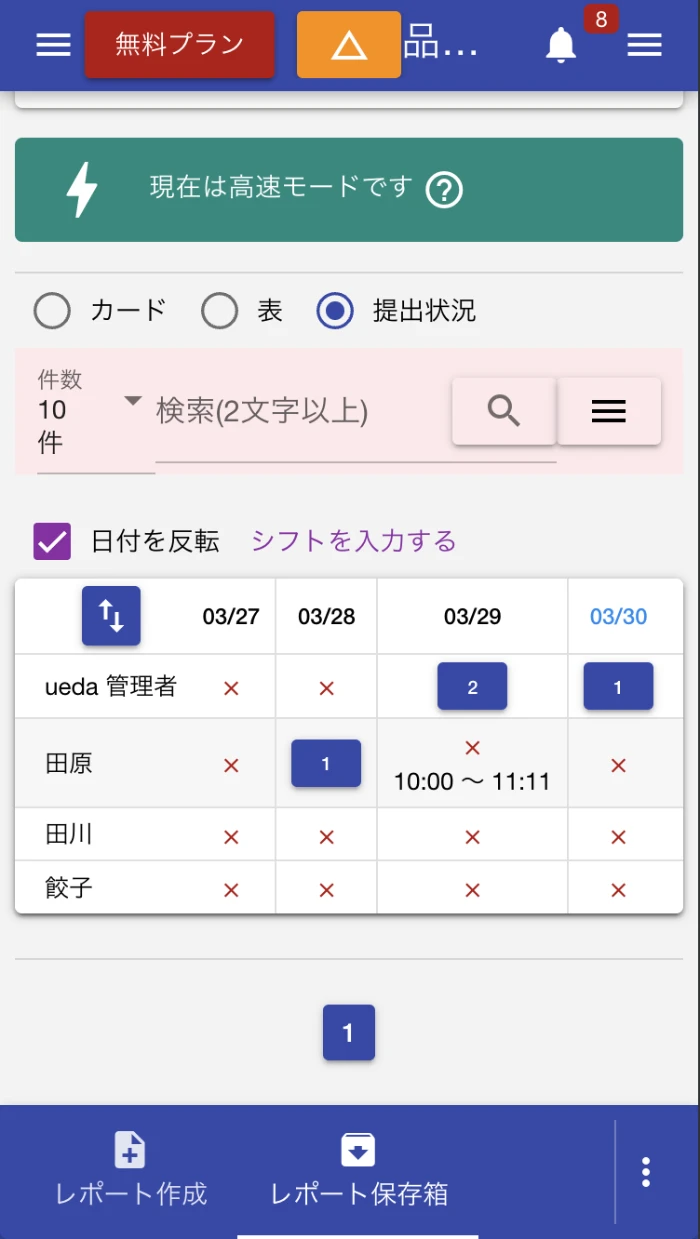 無料プラン
品...
8
現在は高速モードです
カード 表 提出状況
件数
10
件
検索(2文字以上)
日付を反転 シフトを入力する
03/27 03/28 03/29 03/30
ueda 管理者 × × 2 1
田原 × 1 × ×
10:00 〜 11:11
田川 × × × ×
餃子 × × × ×
1
レポート作成 レポート保存箱